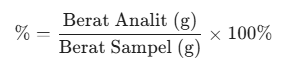 % = Berat Analit (g) / Berat Sampel (g) × 100%